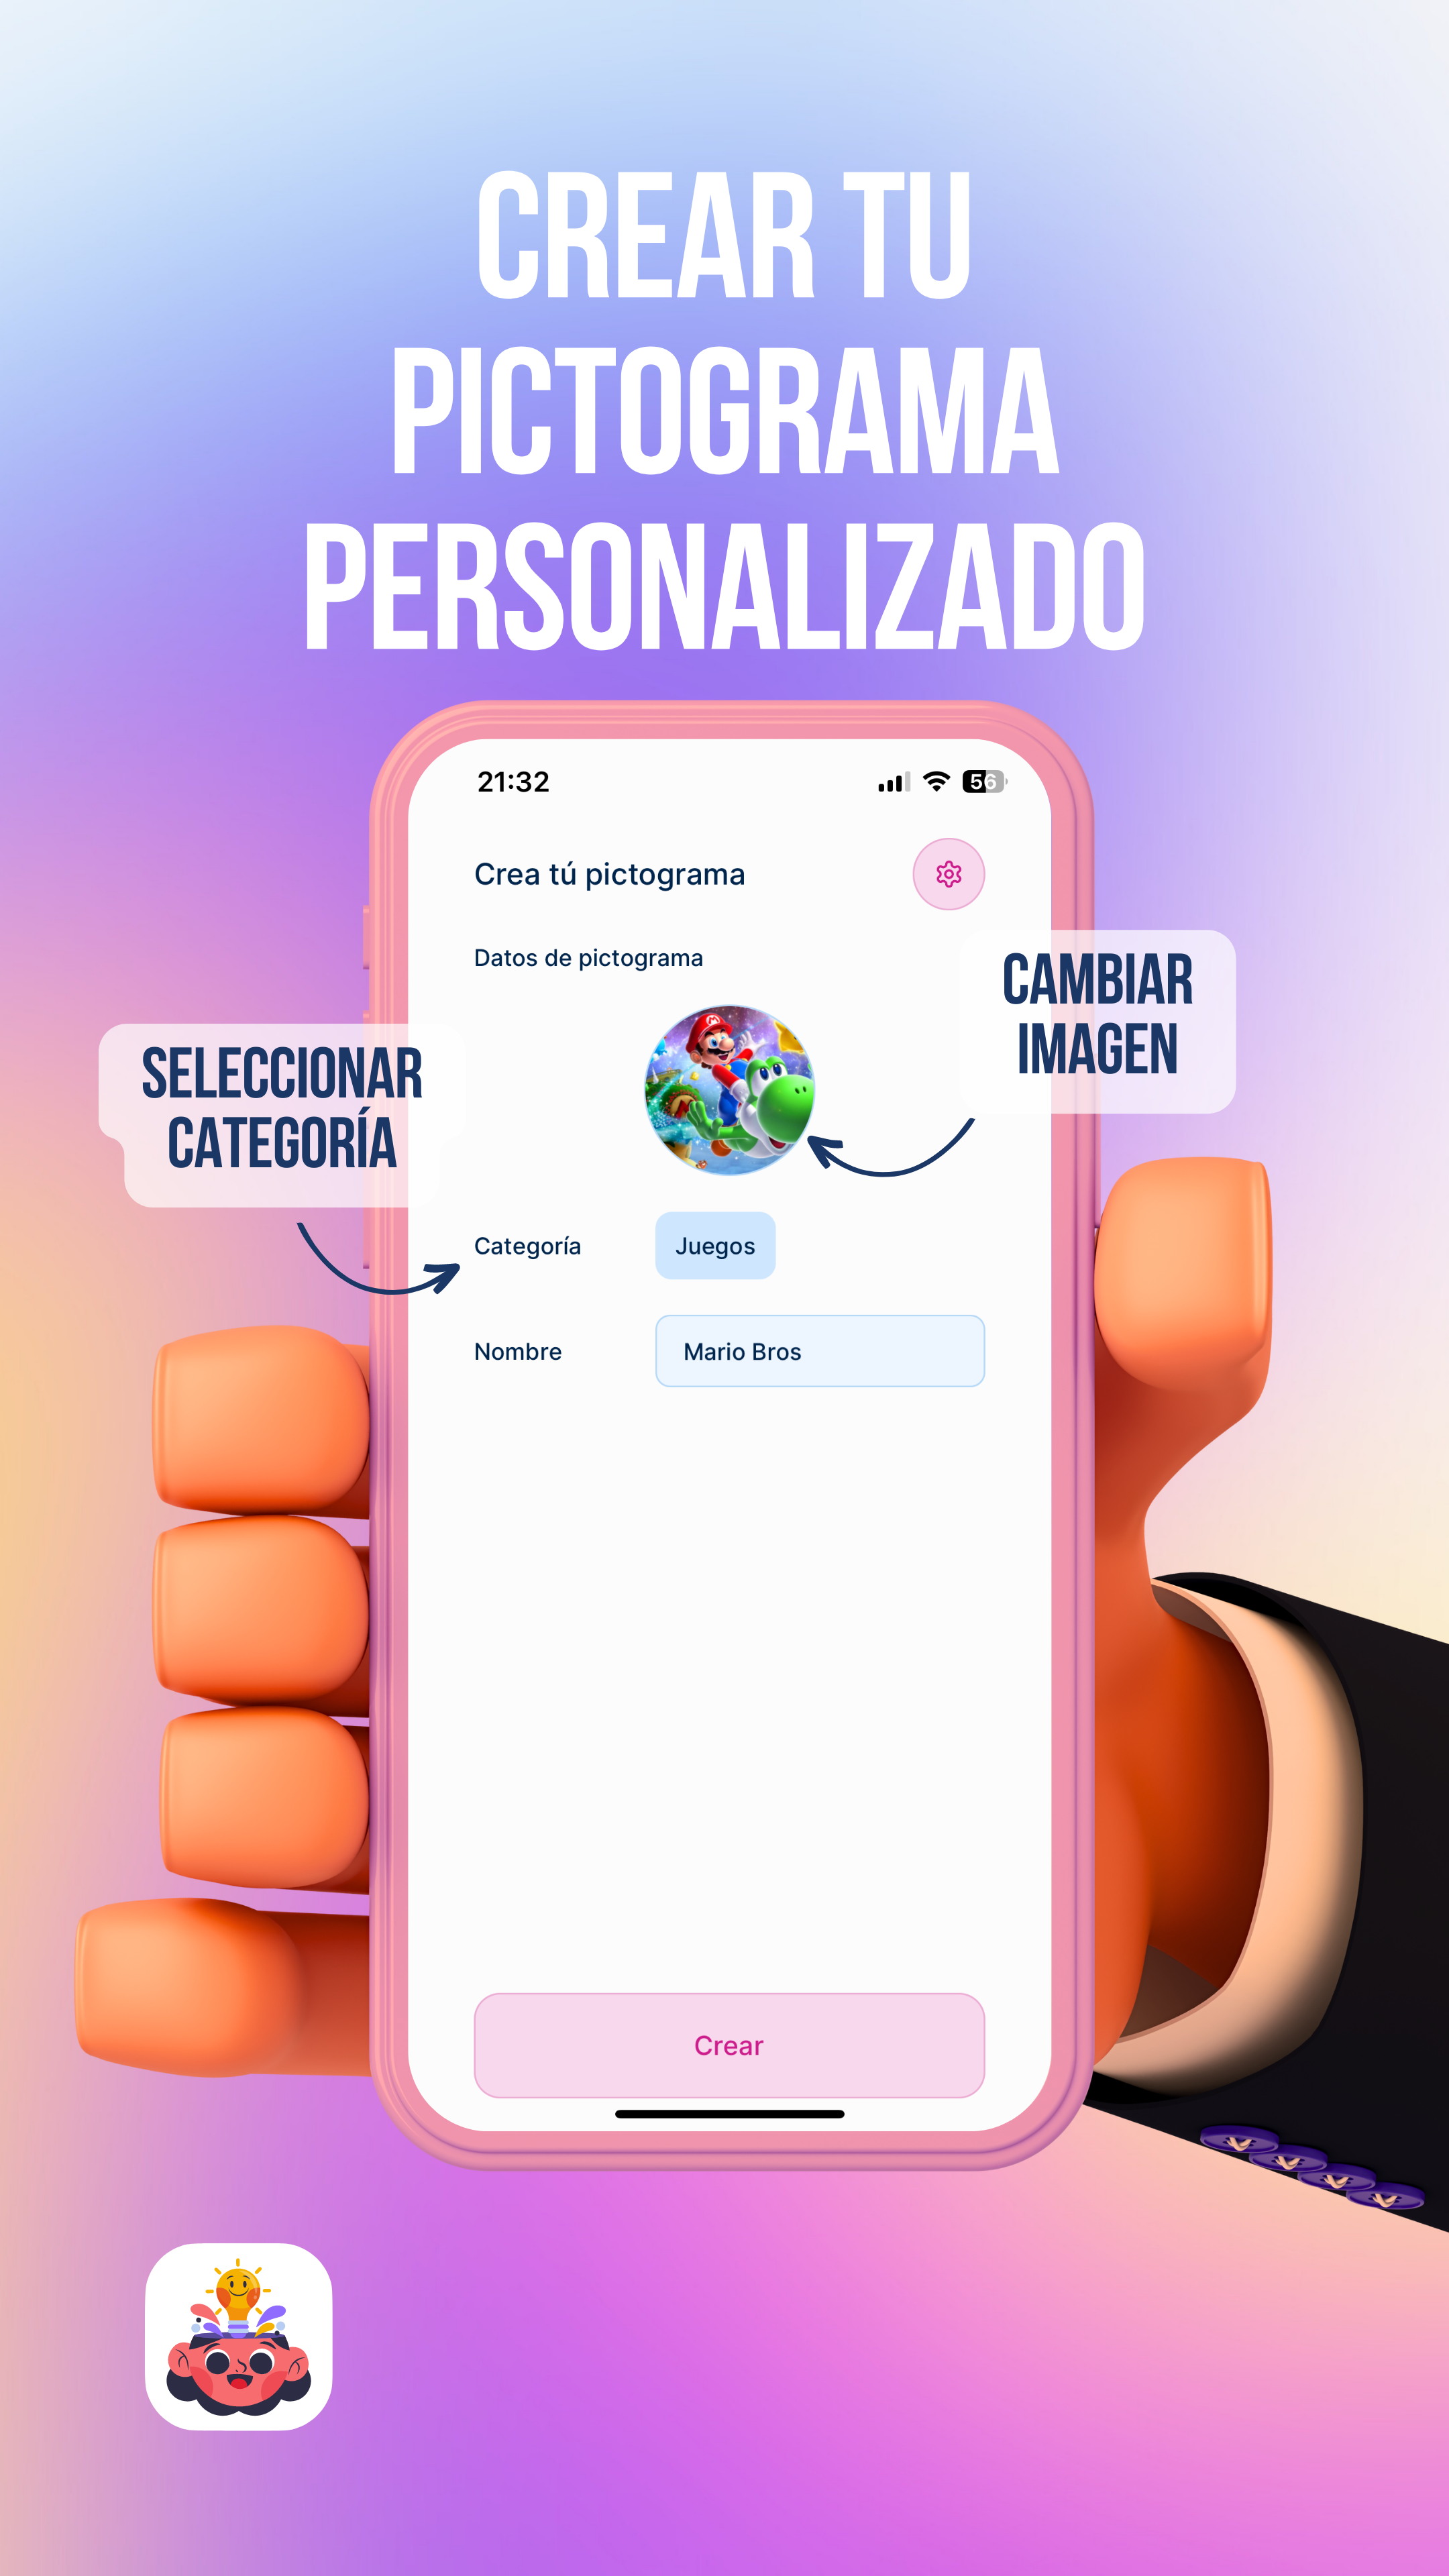 CREAR TU
PICTOGRAMA
PERSONALIZADO
21:32
56
Crea tú pictograma
Datos de pictograma
CAMBIAR
IMAGEN
SELECCIONAR
CATEGORÍA
Categoría
Juegos
Nombre
Mario Bros
Crear